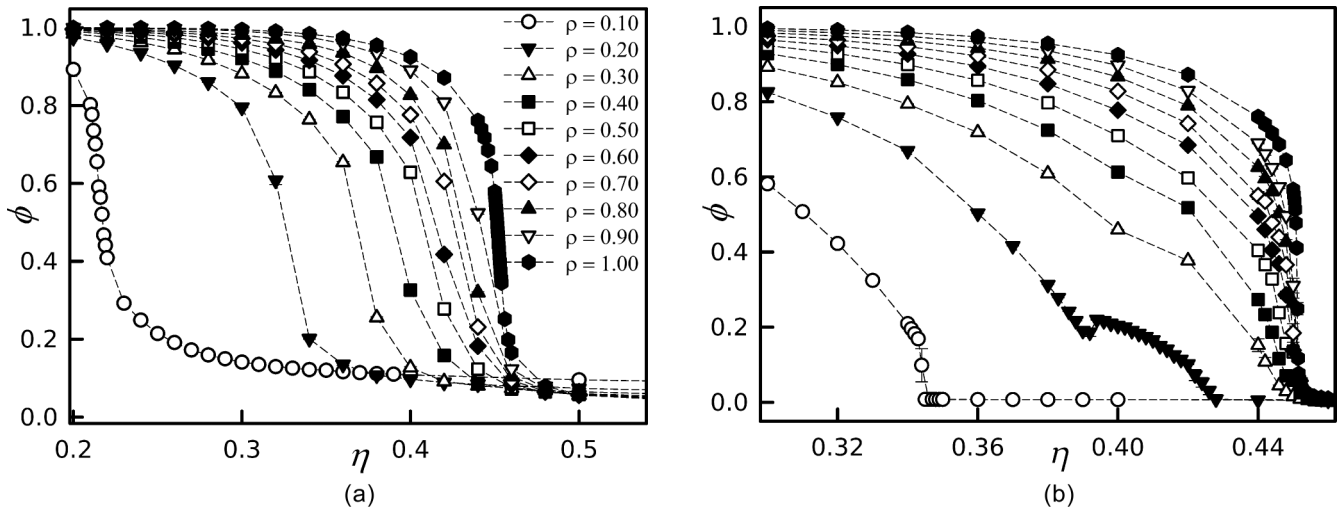 1.0
0.8
0.6
0.4
0.2
0.0
ϕ
0.2 0.3 0.4 0.5
η
(a)
ρ = 0.10
ρ = 0.20
ρ = 0.30
ρ = 0.40
ρ = 0.50
ρ = 0.60
ρ = 0.70
ρ = 0.80
ρ = 0.90
ρ = 1.00
1.0
0.8
0.6
0.4
0.2
0.0
ϕ
0.32 0.36 0.40 0.44
η
(b)